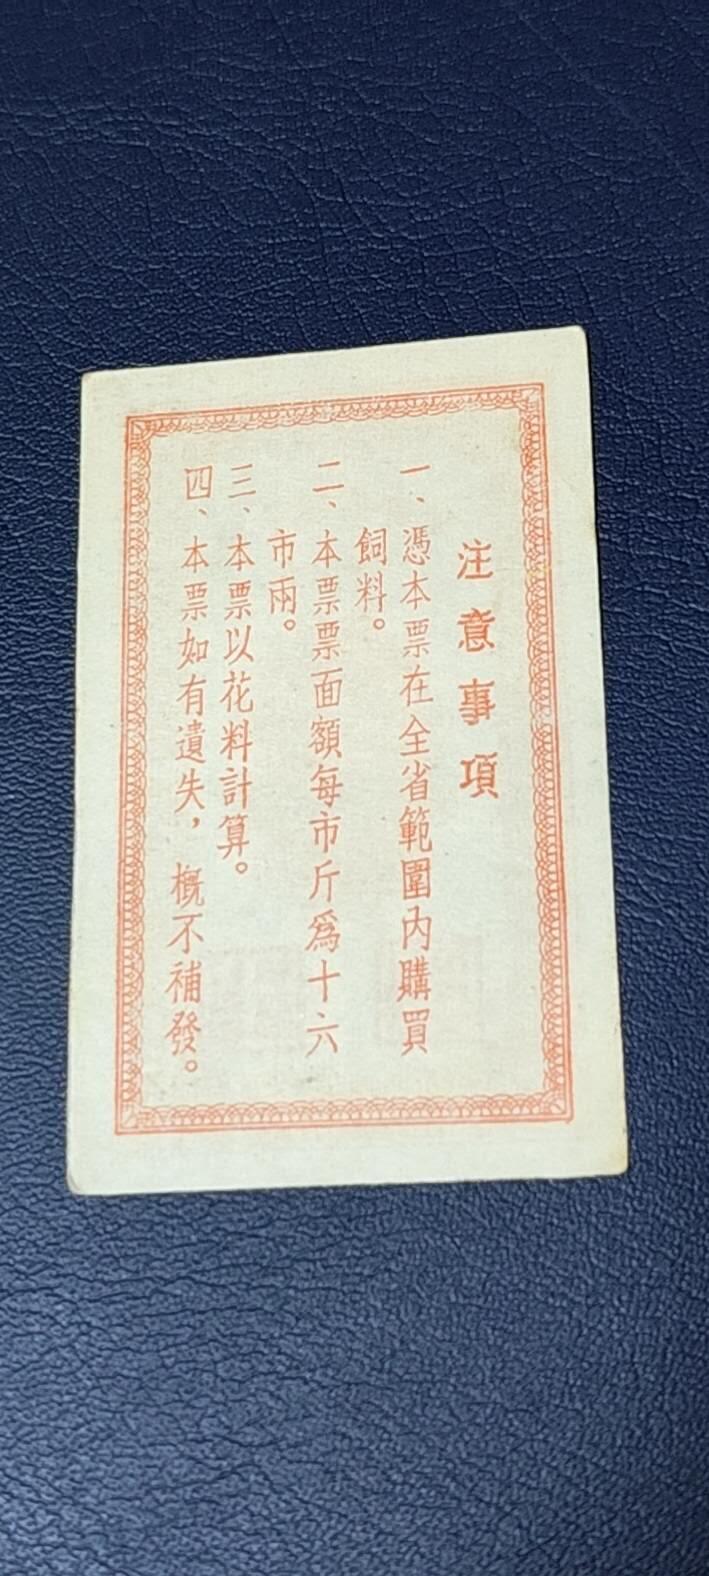 注意事項
一、憑本票在全省範圍內購買
飼料。
二、本票票面額每市斤爲十六
市兩。
三、本票以花料計算。
四、本票如有遺失，概不補發。